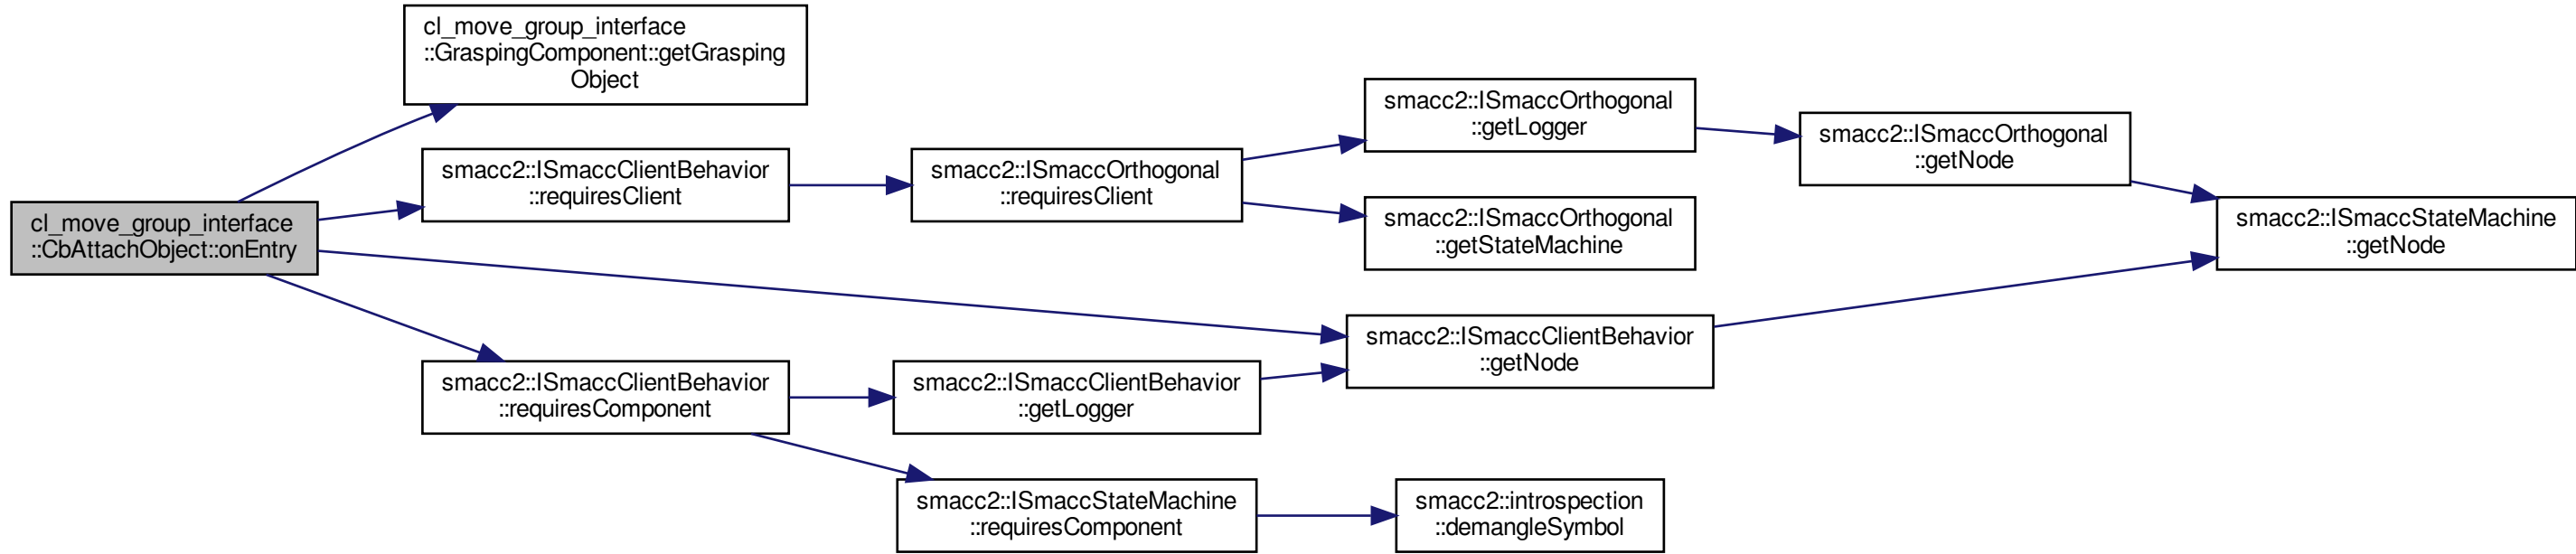 cl_move_group_interface
::CbAttachObject::onEntry
cl_move_group_interface
::GraspingComponent::getGrasping
Object
smacc2::ISmaccClientBehavior
::requiresClient
smacc2::ISmaccOrthogonal
::requiresClient
smacc2::ISmaccOrthogonal
::getLogger
smacc2::ISmaccOrthogonal
::getNode
smacc2::ISmaccStateMachine
::getNode
smacc2::ISmaccOrthogonal
::getStateMachine
smacc2::ISmaccClientBehavior
::getNode
smacc2::ISmaccClientBehavior
::requiresComponent
smacc2::ISmaccClientBehavior
::getLogger
smacc2::ISmaccStateMachine
::requiresComponent
smacc2::introspection
::demangleSymbol